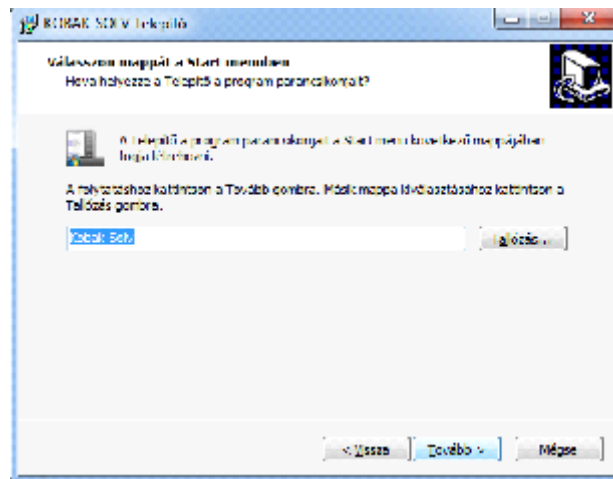 KOBAK SOLV Telepítő
Válasszon mappát a Start menüben
Hova helyezze a Telepítő a program parancsikonjait?
A Telepítő a program parancsikonjait a Start menü következő mappájában
fogja létrehozni.
A folytatáshoz kattintson a Tovább gombra. Másik mappa kiválasztásához kattintson a
Tallózás gombra.
Kobak Solv
Tallózás...
< Vissza
Tovább >
Mégse